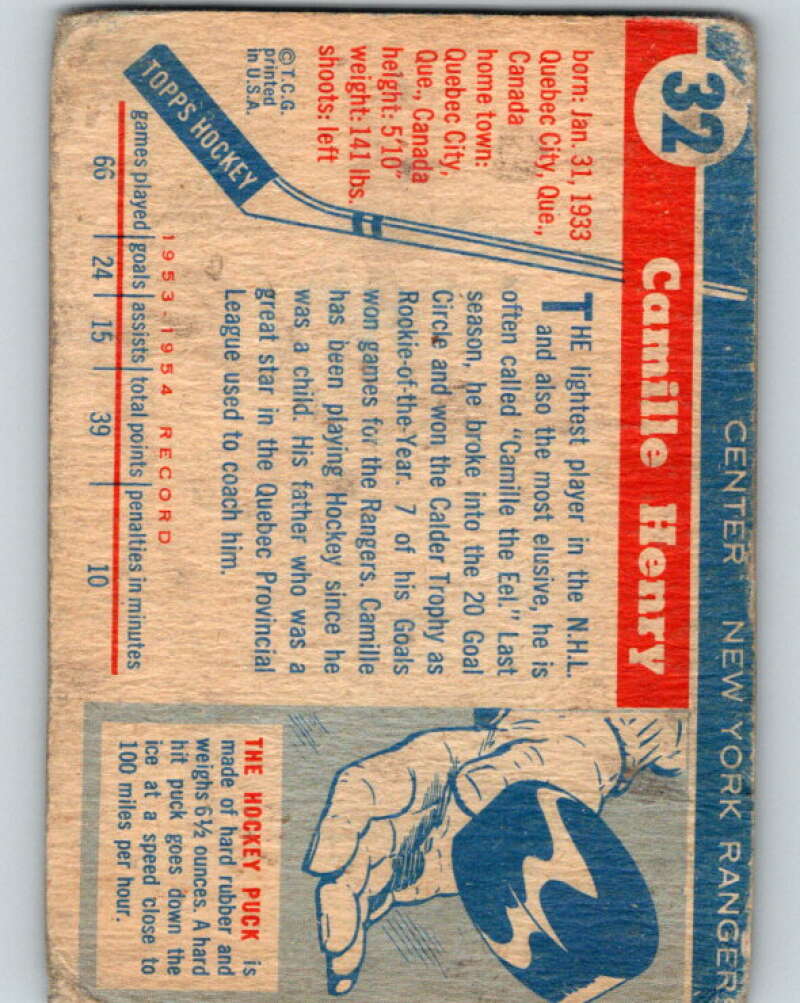 CENTER NEW YORK RANGER
32
Camille Henry
born: Jan. 31, 1933
Quebec City, Que.,
Canada
home town:
Quebec City,
Que., Canada
height: 5'10"
weight: 141 lbs.
shoots: left
© T.C.G.
printed
in U.S.A.
TOPPS HOCKEY
THE lightest player in the N.H.L.
and also the most elusive, he is
often called "Camille the Eel." Last
season, he broke into the 20 Goal
Circle and won the Calder Trophy as
Rookie-of-the-Year. 7 of his Goals
won games for the Rangers. Camille
has been playing Hockey since he
was a child. His father who was a
great star in the Quebec Provincial
League used to coach him.
1953-1954 RECORD
games played goals assists total points penalties in minutes
66 24 15 39 10
THE HOCKEY PUCK is
made of hard rubber and
weighs 6½ ounces. A hard
hit puck goes down the
ice at a speed close to
100 miles per hour.